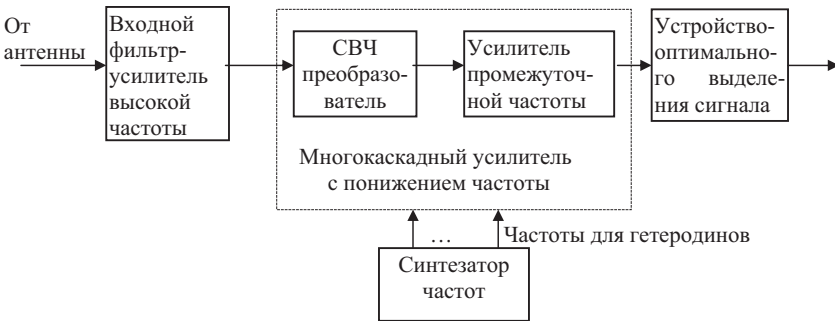 От
антенны
Входной
фильтр-
усилитель
высокой
частоты
СВЧ
преобразо-
ватель
Усилитель
промежуточ-
ной частоты
Устройство-
оптимально-
го выделе-
ния сигнала
Многокаскадный усилитель
с понижением частоты
...
Частоты для гетеродинов
Синтезатор
частот